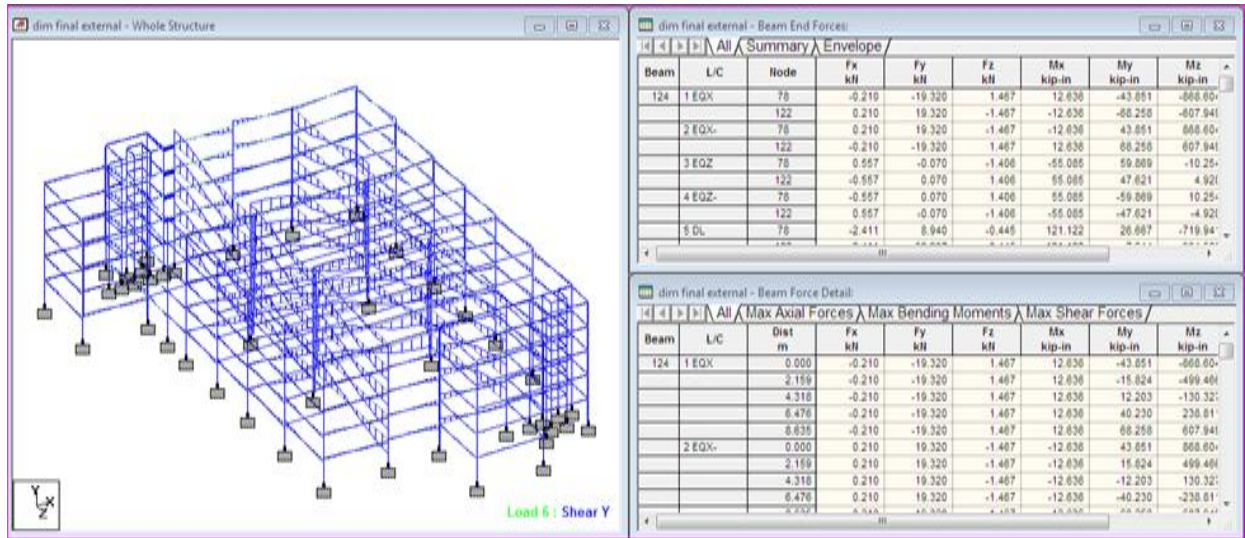 dim final external - Whole Structure
Y
X
Z
Load 6 : Shear Y
dim final external - Beam End Forces:
All Summary Envelope
Beam L/C Node Fx kN Fy kN Fz kN Mx kip-in My kip-in Mz kip-in
124 1 EQX 78 -0.210 -19.320 1.467 12.636 -43.851
122 0.210 19.320 -1.467 -12.636 -68.258
2 EQX- 78 0.210 19.320 -1.467 -12.636 43.851
122 -0.210 -19.320 1.467 12.636 68.258
3 EQZ 78 0.557 -0.070 -1.406 -55.085 59.869
122 -0.557 0.070 1.406 55.085 47.621
4 EQZ- 78 -0.557 0.070 1.406 55.085 -59.869
122 0.557 -0.070 -1.406 -55.085 -47.621
5 DL 78 -2.411 8.940 -0.445 121.122 26.667
dim final external - Beam Force Detail:
All Max Axial Forces Max Bending Moments Max Shear Forces
Beam L/C Dist m Fx kN Fy kN Fz kN Mx kip-in My kip-in Mz kip-in
124 1 EQX 0.000 -0.210 -19.320 1.467 12.636 -43.851
2.159 -0.210 -19.320 1.467 12.636 -15.824
4.318 -0.210 -19.320 1.467 12.636 12.203
6.476 -0.210 -19.320 1.467 12.636 40.230
8.635 -0.210 -19.320 1.467 12.636 68.258
2 EQX- 0.000 0.210 19.320 -1.467 -12.636 43.851
2.159 0.210 19.320 -1.467 -12.636 15.824
4.318 0.210 19.320 -1.467 -12.636 -12.203
6.476 0.210 19.320 -1.467 -12.636 -40.230